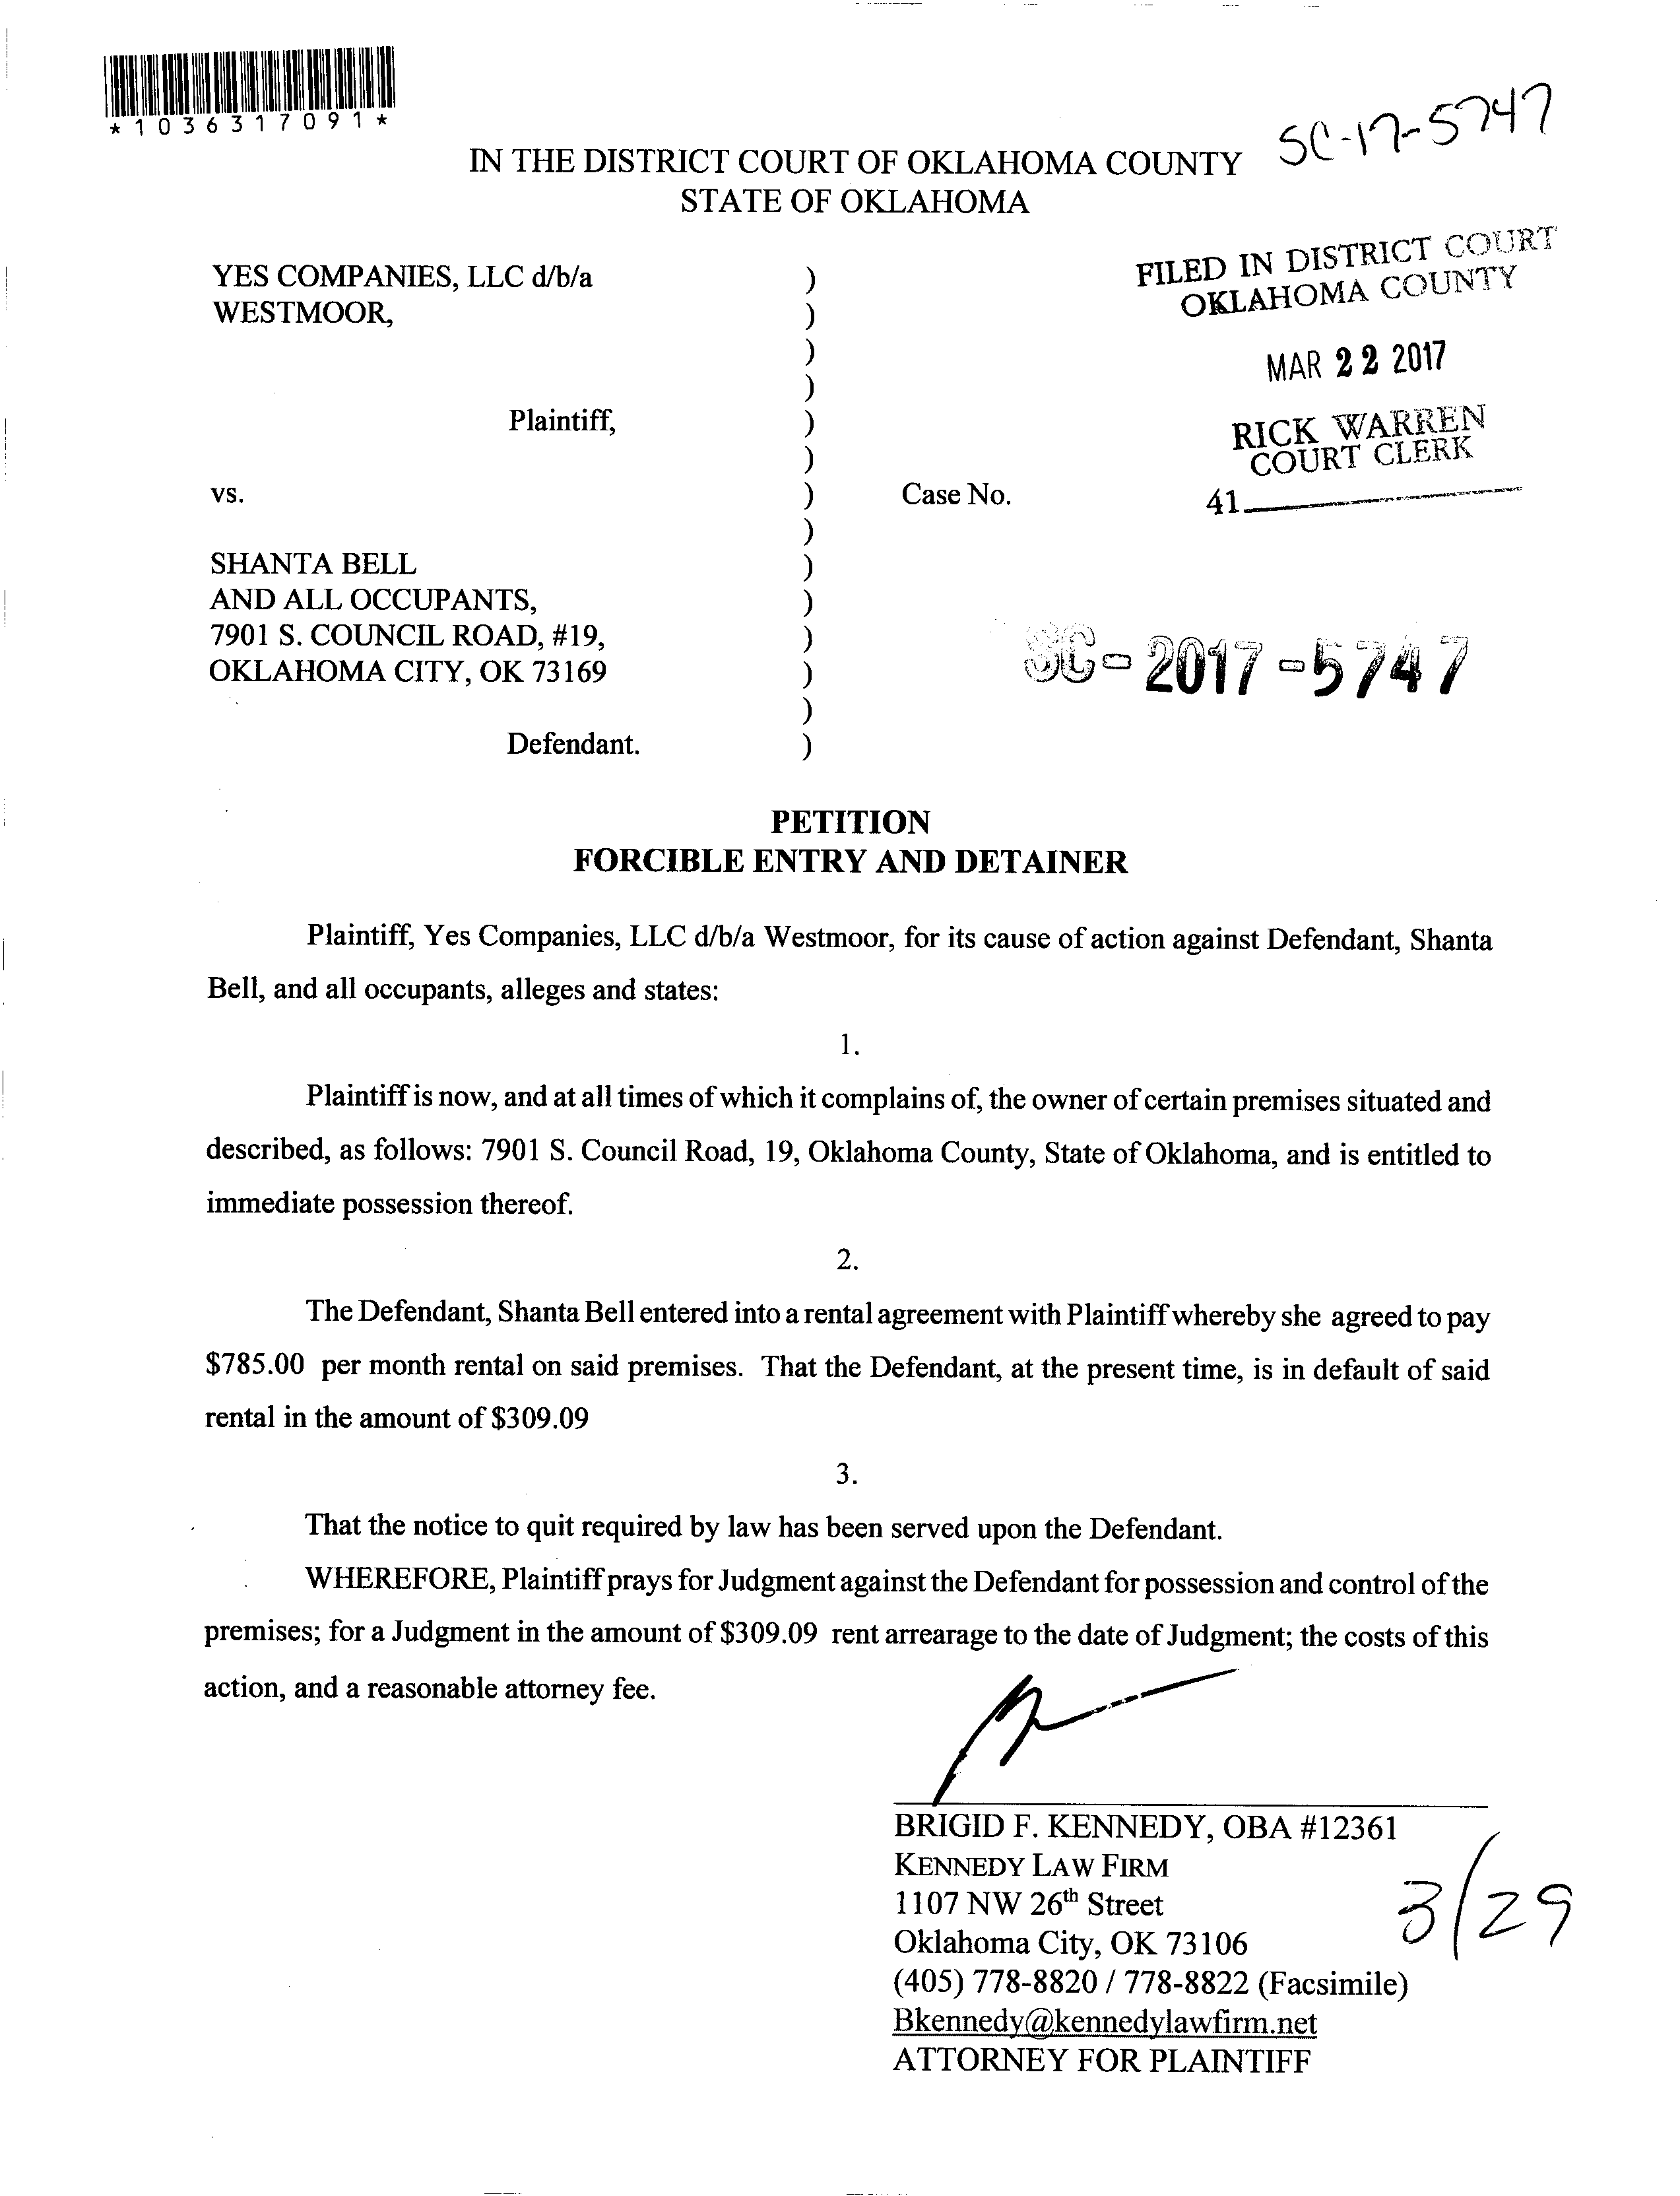 *1036317091*
SC-17-5747
IN THE DISTRICT COURT OF OKLAHOMA COUNTY
STATE OF OKLAHOMA
YES COMPANIES, LLC d/b/a )
WESTMOOR, )
)
)
Plaintiff, )
)
vs. ) Case No.
)
SHANTA BELL )
AND ALL OCCUPANTS, )
7901 S. COUNCIL ROAD, #19, )
OKLAHOMA CITY, OK 73169 )
)
Defendant. )
FILED IN DISTRICT COURT
OKLAHOMA COUNTY
MAR 22 2017
RICK WARREN
COURT CLERK
41
SC-2017-5747
PETITION
FORCIBLE ENTRY AND DETAINER
Plaintiff, Yes Companies, LLC d/b/a Westmoor, for its cause of action against Defendant, Shanta
Bell, and all occupants, alleges and states:
1.
Plaintiff is now, and at all times of which it complains of, the owner of certain premises situated and
described, as follows: 7901 S. Council Road, 19, Oklahoma County, State of Oklahoma, and is entitled to
immediate possession thereof.
2.
The Defendant, Shanta Bell entered into a rental agreement with Plaintiff whereby she agreed to pay
$785.00 per month rental on said premises. That the Defendant, at the present time, is in default of said
rental in the amount of $309.09
3.
That the notice to quit required by law has been served upon the Defendant.
WHEREFORE, Plaintiff prays for Judgment against the Defendant for possession and control of the
premises; for a Judgment in the amount of $309.09 rent arrearage to the date of Judgment; the costs of this
action, and a reasonable attorney fee.
BRIGID F. KENNEDY, OBA #12361
KENNEDY LAW FIRM
1107 NW 26th Street
Oklahoma City, OK 73106
(405) 778-8820 / 778-8822 (Facsimile)
Bkennedy@kennedylawfirm.net
ATTORNEY FOR PLAINTIFF
3/29